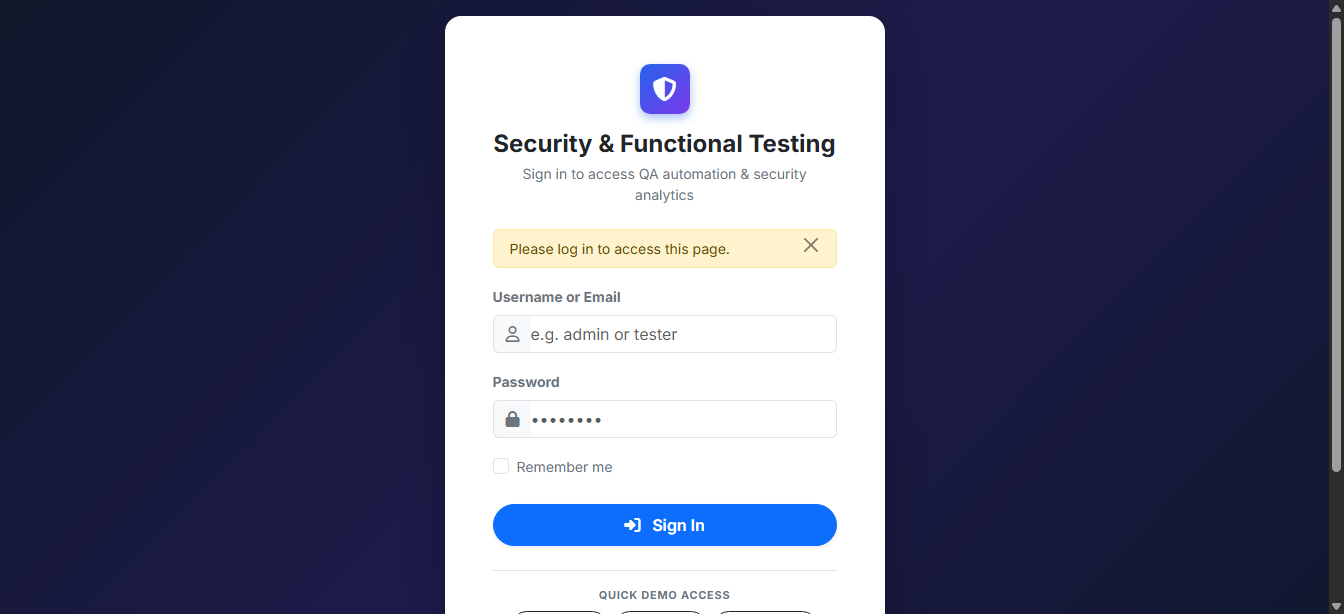 Security & Functional Testing
Sign in to access QA automation & security
analytics
Please log in to access this page.
Username or Email
e.g. admin or tester
Password
••••••••
Remember me
Sign In
QUICK DEMO ACCESS